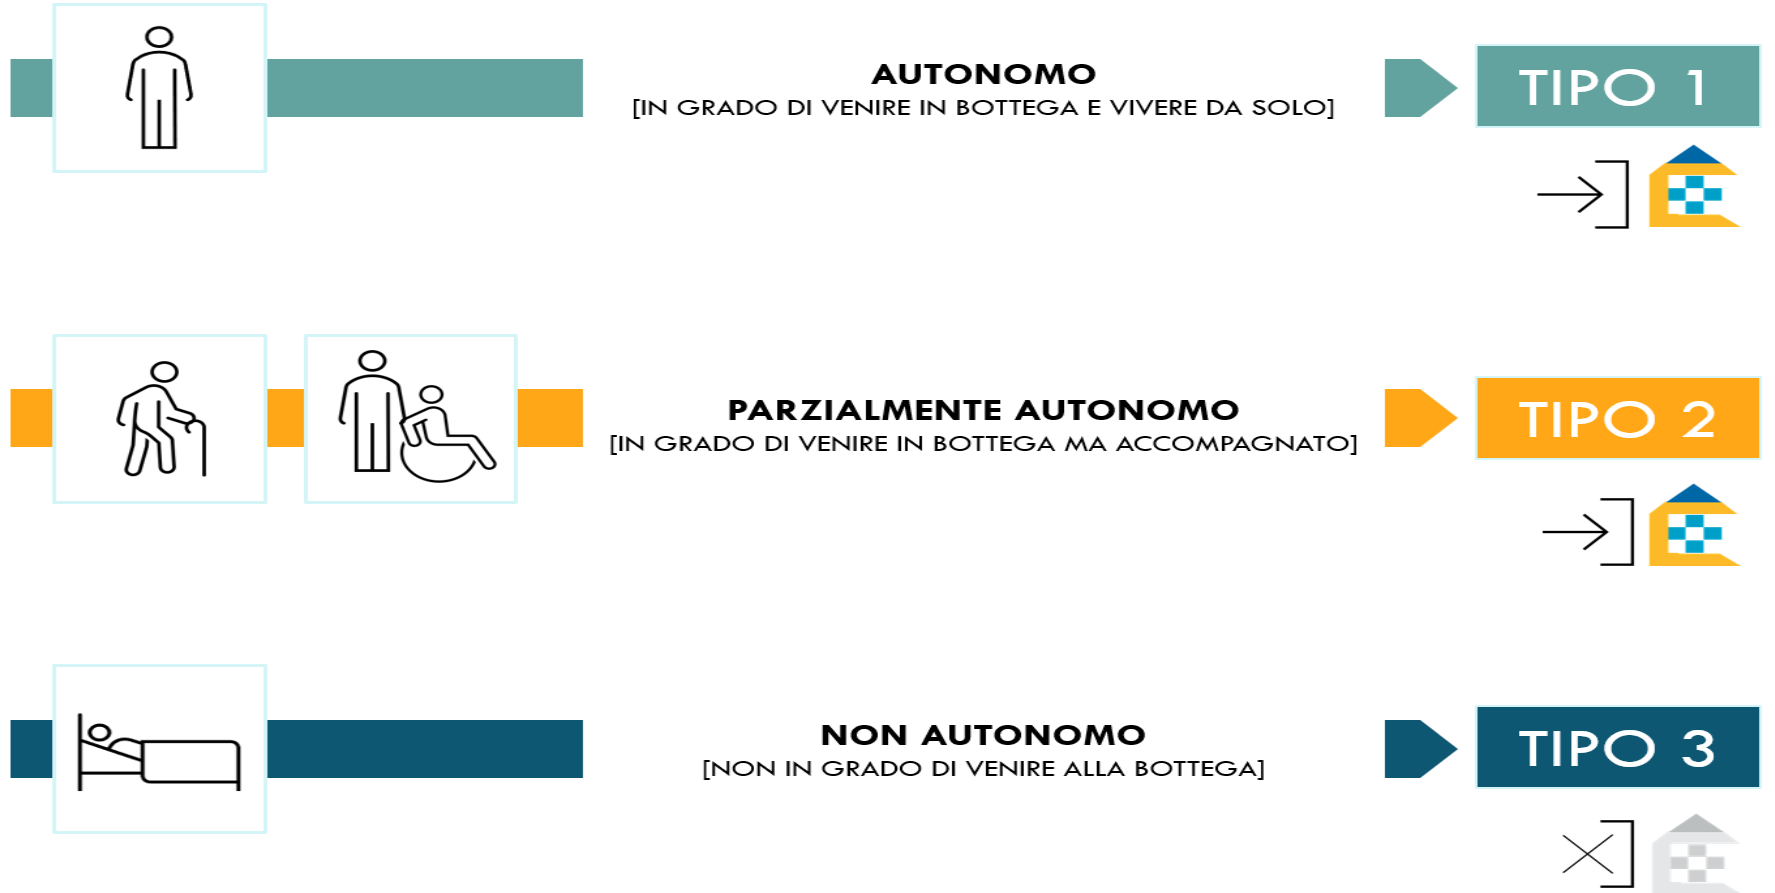 AUTONOMO
[IN GRADO DI VENIRE IN BOTTEGA E VIVERE DA SOLO]
TIPO 1
PARZIALMENTE AUTONOMO
[IN GRADO DI VENIRE IN BOTTEGA MA ACCOMPAGNATO]
TIPO 2
NON AUTONOMO
[NON IN GRADO DI VENIRE ALLA BOTTEGA]
TIPO 3